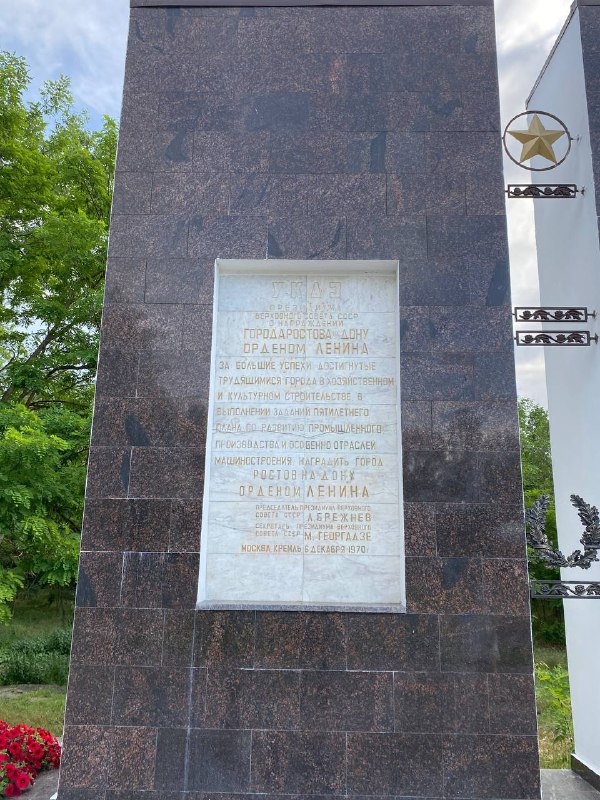 УКАЗ
ПРЕЗИДИУМА
ВЕРХОВНОГО СОВЕТА СССР
О НАГРАЖДЕНИИ
ГОРОДА РОСТОВА-ДОНУ
ОРДЕНОМ ЛЕНИНА
ЗА БОЛЬШИЕ УСПЕХИ ДОСТИГНУТЫЕ
ТРУДЯЩИМИСЯ ГОРОДА В ХОЗЯЙСТВЕННОМ
И КУЛЬТУРНОМ СТРОИТЕЛЬСТВЕ В
ВЫПОЛНЕНИИ ЗАДАНИЙ ПЯТИЛЕТНЕГО
ПЛАНА ПО РАЗВИТИЮ ПРОМЫШЛЕННОГО
ПРОИЗВОДСТВА И ОСОБЕННО ОТРАСЛЕЙ
МАШИНОСТРОЕНИЯ, НАГРАДИТЬ ГОРОД
РОСТОВ НА ДОНУ
ОРДЕНОМ ЛЕНИНА
ПРЕДСЕДАТЕЛЬ ПРЕЗИДИУМА ВЕРХОВНОГО
СОВЕТА СССР Л.БРЕЖНЕВ
СЕКРЕТАРЬ ПРЕЗИДИУМА ВЕРХОВНОГО
СОВЕТА СССР М. ГЕОРГАДЗЕ
МОСКВА КРЕМЛЬ 6 ДЕКАБРЯ 1970г